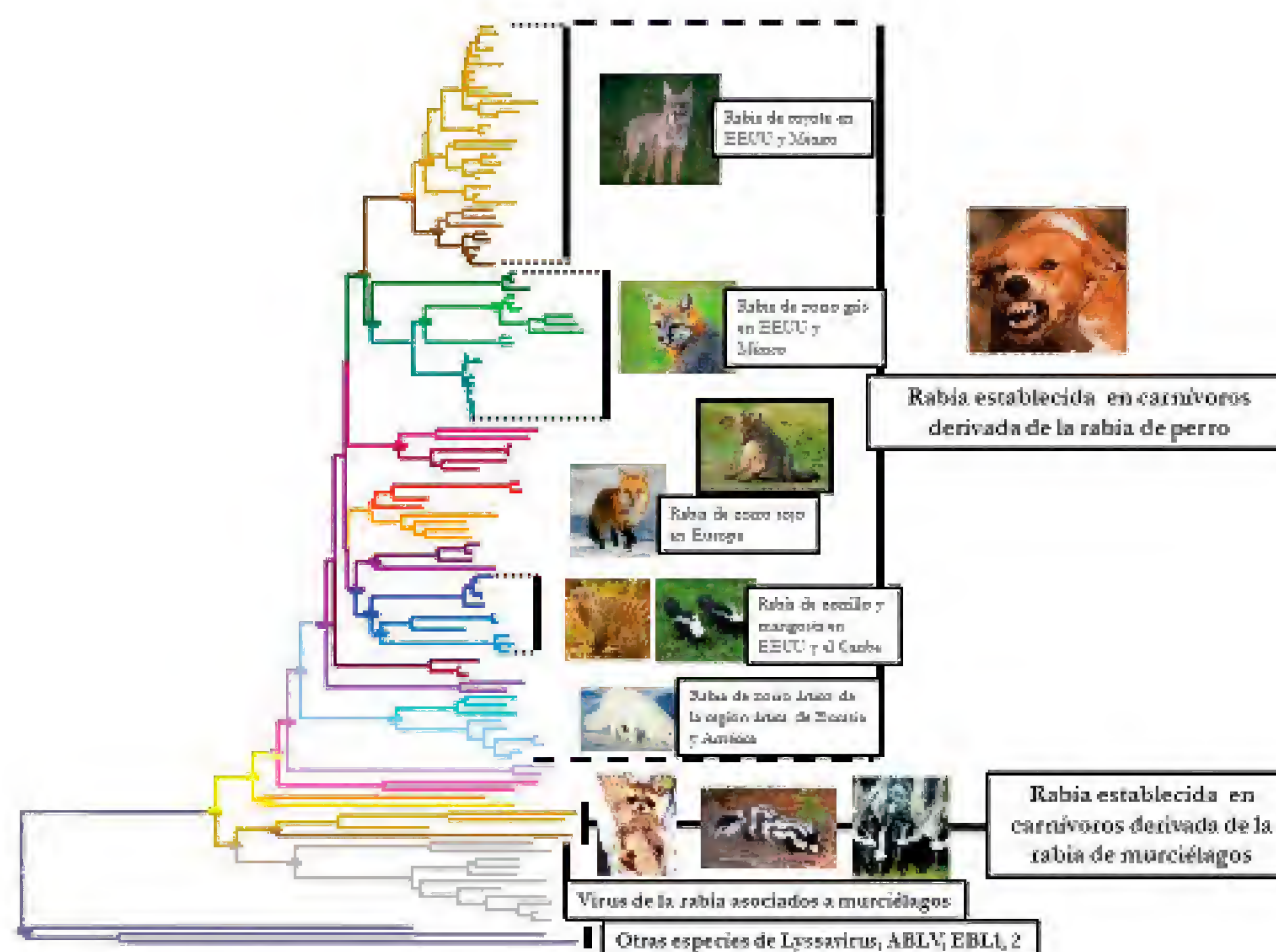 Rabia de coyote en
EEUU y México
Rabia de zorro gris
en EEUU y
México
Rabia establecida en carnívoros
derivada de la rabia de perro
Rabia de zorro rojo
en Europa
Rabia de zorrillo y
mangosta en
EEUU y el Caribe
Rabia de zorro ártico de
la región ártica de Eurasia
y América
Rabia establecida en
carnívoros derivada de la
rabia de murciélagos
Virus de la rabia asociados a murciélagos
Otras especies de Lyssavirus, ABLV, EBL1, 2